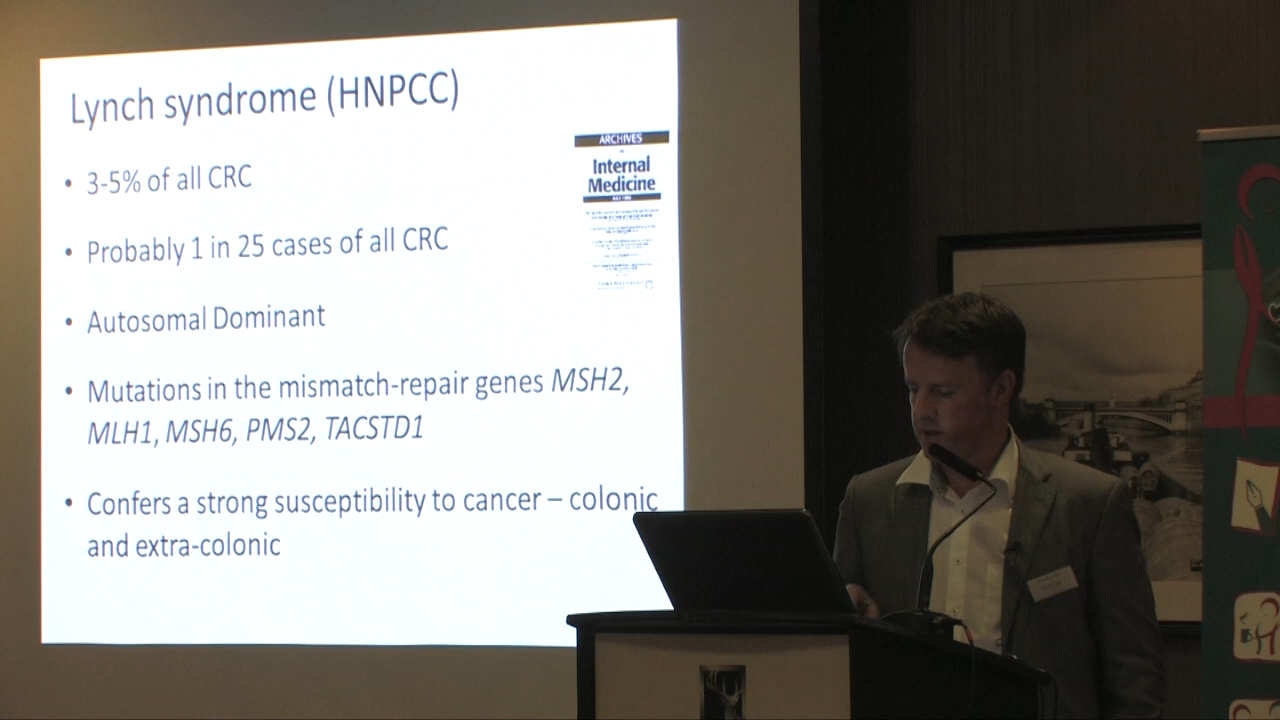 Lynch syndrome (HNPCC)
• 3-5% of all CRC
• Probably 1 in 25 cases of all CRC
• Autosomal Dominant
• Mutations in the mismatch-repair genes MSH2,
MLH1, MSH6, PMS2, TACSTD1
• Confers a strong susceptibility to cancer – colonic
and extra-colonic
ARCHIVES
Internal
Medicine